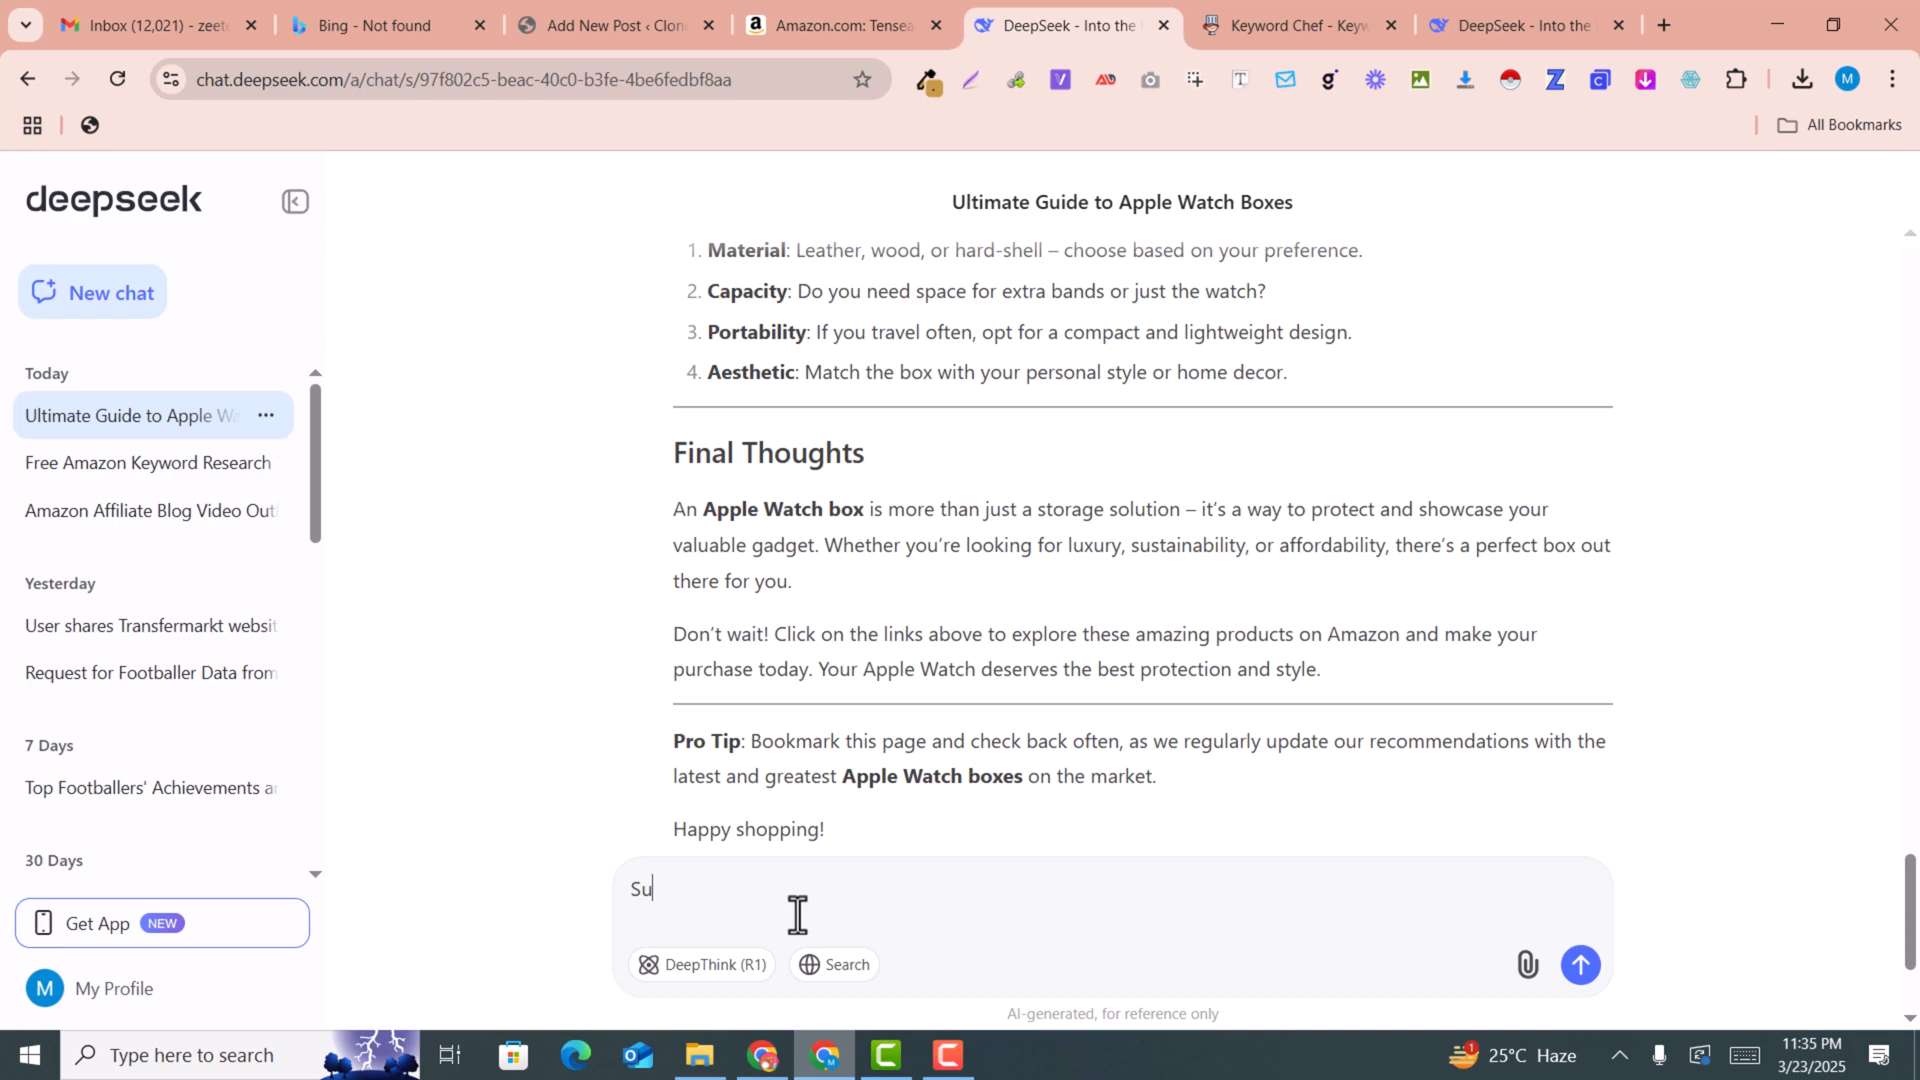 Inbox (12,021) - zeet
Bing - Not found
Add New Post ‹ Clon
Amazon.com: Tensea
DeepSeek - Into the
Keyword Chef - Keyw
DeepSeek - Into the
chat.deepseek.com/a/chat/s/97f802c5-beac-40c0-b3fe-4be6fedbf8aa
All Bookmarks
deepseek
New chat
Today
Ultimate Guide to Apple Wa
Free Amazon Keyword Research
Amazon Affiliate Blog Video Out
Yesterday
User shares Transfermarkt websit
Request for Footballer Data from
7 Days
Top Footballers' Achievements a
30 Days
Get App NEW
M My Profile
Ultimate Guide to Apple Watch Boxes
1. Material: Leather, wood, or hard-shell – choose based on your preference.
2. Capacity: Do you need space for extra bands or just the watch?
3. Portability: If you travel often, opt for a compact and lightweight design.
4. Aesthetic: Match the box with your personal style or home decor.
Final Thoughts
An Apple Watch box is more than just a storage solution – it's a way to protect and showcase your
valuable gadget. Whether you're looking for luxury, sustainability, or affordability, there's a perfect box out
there for you.
Don't wait! Click on the links above to explore these amazing products on Amazon and make your
purchase today. Your Apple Watch deserves the best protection and style.
Pro Tip: Bookmark this page and check back often, as we regularly update our recommendations with the
latest and greatest Apple Watch boxes on the market.
Happy shopping!
Su
DeepThink (R1)
Search
AI-generated, for reference only
Type here to search
25°C Haze
11:35 PM
3/23/2025